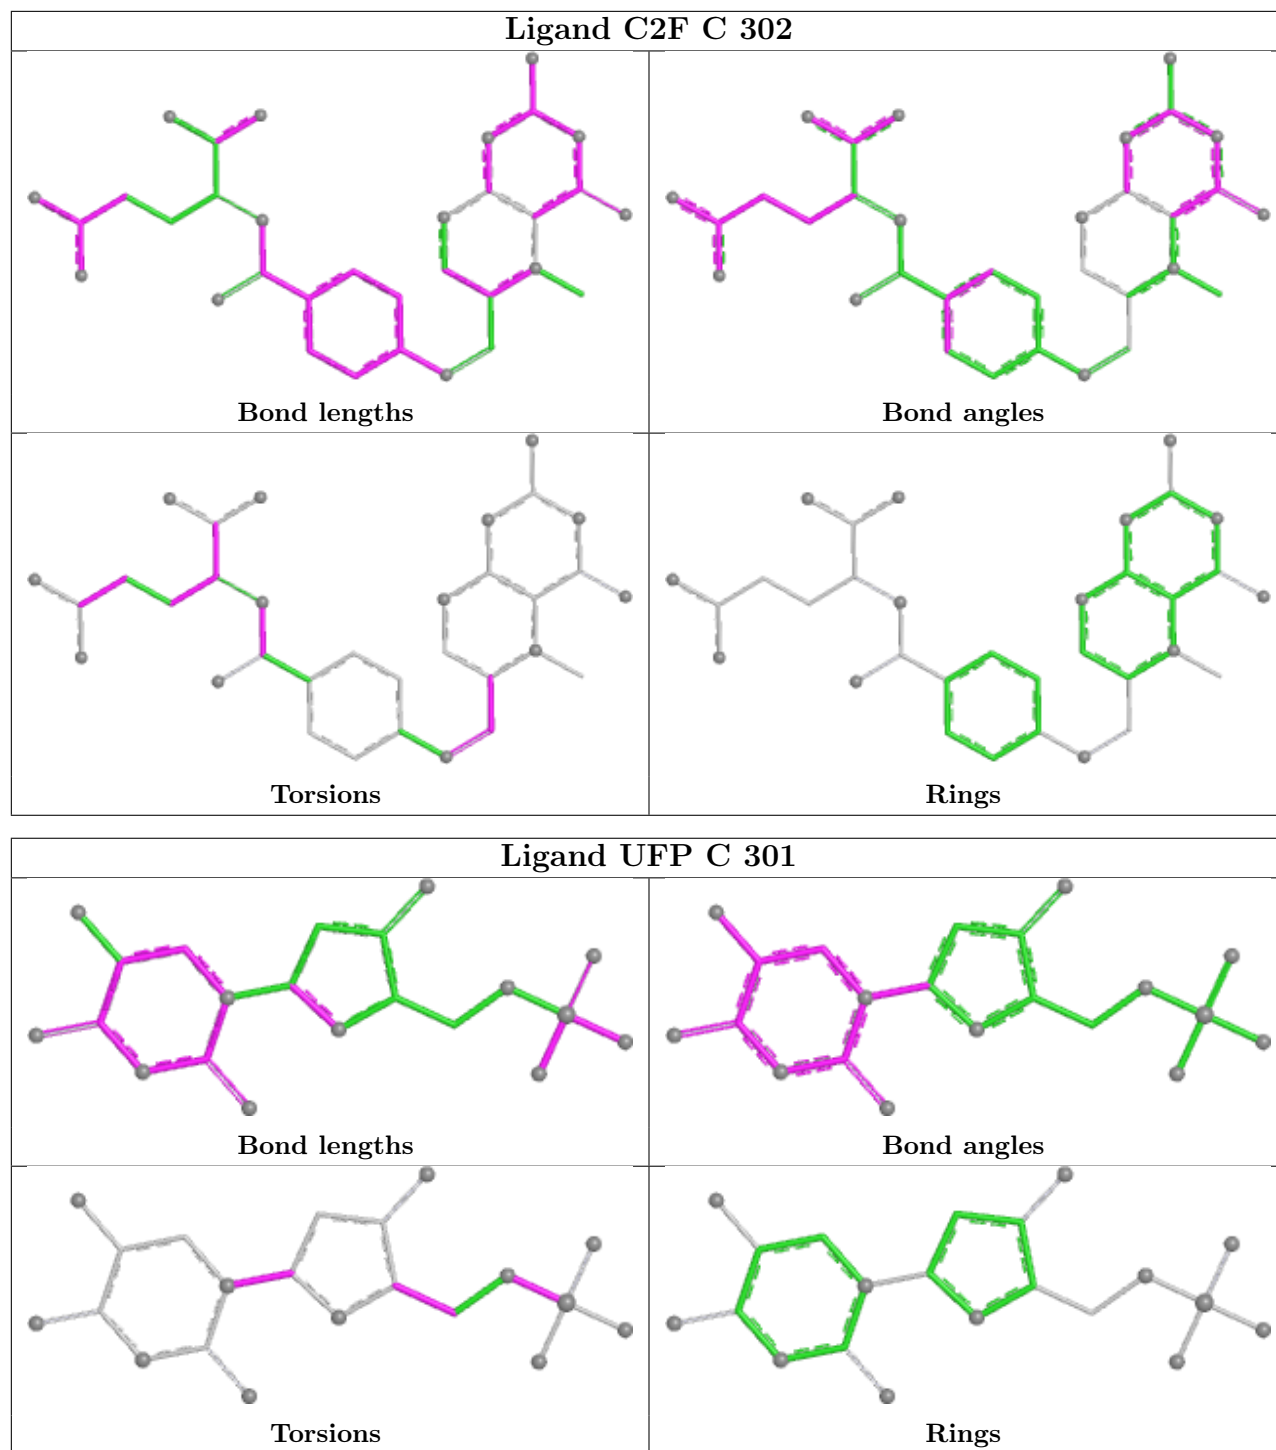 Ligand C2F C 302
Bond lengths
Bond angles
Torsions
Rings
Ligand UFP C 301
Bond lengths
Bond angles
Torsions
Rings